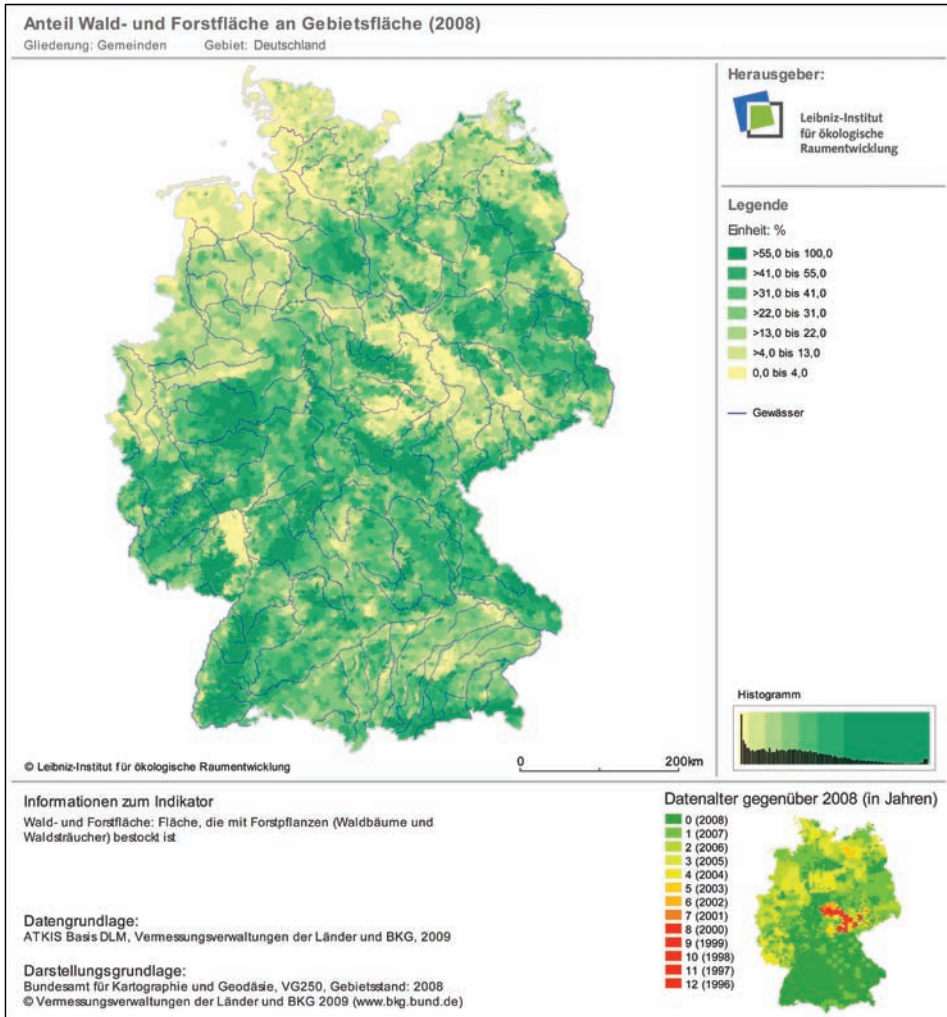 Anteil Wald- und Forstfläche an Gebietsfläche (2008)
Gliederung: Gemeinden Gebiet: Deutschland
Herausgeber:
Leibniz-Institut
für ökologische
Raumentwicklung
Legende
Einheit: %
>55,0 bis 100,0
>41,0 bis 55,0
>31,0 bis 41,0
>22,0 bis 31,0
>13,0 bis 22,0
>4,0 bis 13,0
0,0 bis 4,0
Gewässer
Histogramm
© Leibniz-Institut für ökologische Raumentwicklung
0 200km
Informationen zum Indikator
Wald- und Forstfläche: Fläche, die mit Forstpflanzen (Waldbäume und
Waldsträucher) bestockt ist
Datengrundlage:
ATKIS Basis DLM, Vermessungsverwaltungen der Länder und BKG, 2009
Darstellungsgrundlage:
Bundesamt für Kartographie und Geodäsie, VG250, Gebietsstand: 2008
© Vermessungsverwaltungen der Länder und BKG 2009 (www.bkg.bund.de)
Datenalter gegenüber 2008 (in Jahren)
0 (2008)
1 (2007)
2 (2006)
3 (2005)
4 (2004)
5 (2003)
6 (2002)
7 (2001)
8 (2000)
9 (1999)
10 (1998)
11 (1997)
12 (1996)